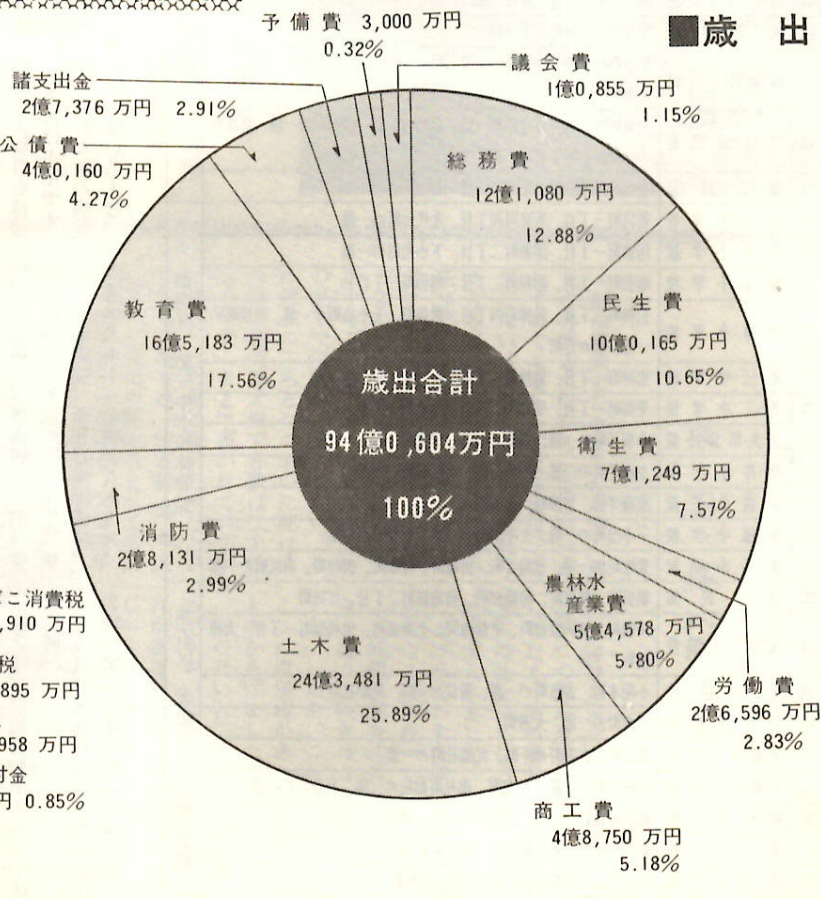 ■歳 出
予備費 3,000 万円
0.32%
議会費
1億0,855 万円
1.15%
諸支出金
2億7,376 万円 2.91%
公債費
4億0,160 万円
4.27%
総務費
12億1,080 万円
12.88%
民生費
10億0,165 万円
10.65%
教育費
16億5,183 万円
17.56%
歳出合計
94億0,604万円
100%
衛生費
7億1,249 万円
7.57%
消防費
2億8,131 万円
2.99%
農林水
産業費
5億4,578 万円
5.80%
土木費
24億3,481 万円
25.89%
労働費
2億6,596 万円
2.83%
商工費
4億8,750 万円
5.18%
こ消費税
,910 万円
税
895 万円
958 万円
付金
円 0.85%